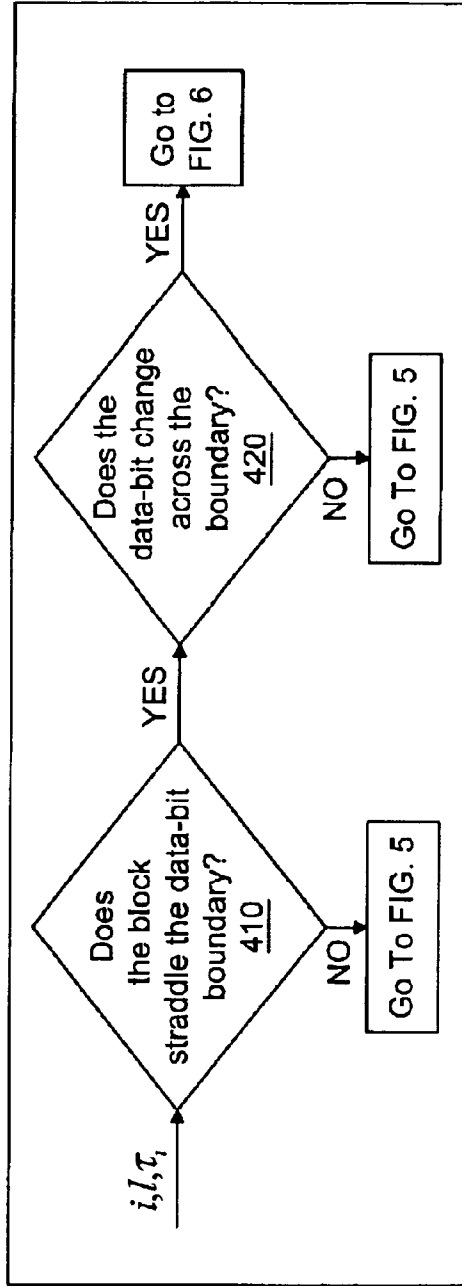 i,l,τᵢ
Does
the block
straddle the data-bit
boundary?
410
YES
NO
Go To FIG. 5
Does the
data-bit change
across the
boundary?
420
YES
NO
Go To FIG. 5
Go to
FIG. 6